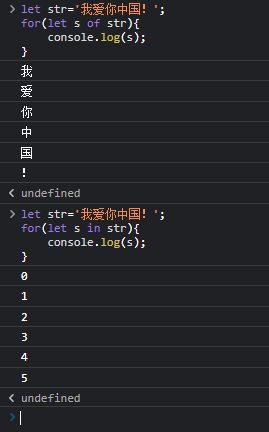 let str='我爱你中国！';
for(let s of str){
    console.log(s);
}
我
爱
你
中
国
！
undefined
let str='我爱你中国！';
for(let s in str){
    console.log(s);
}
0
1
2
3
4
5
undefined